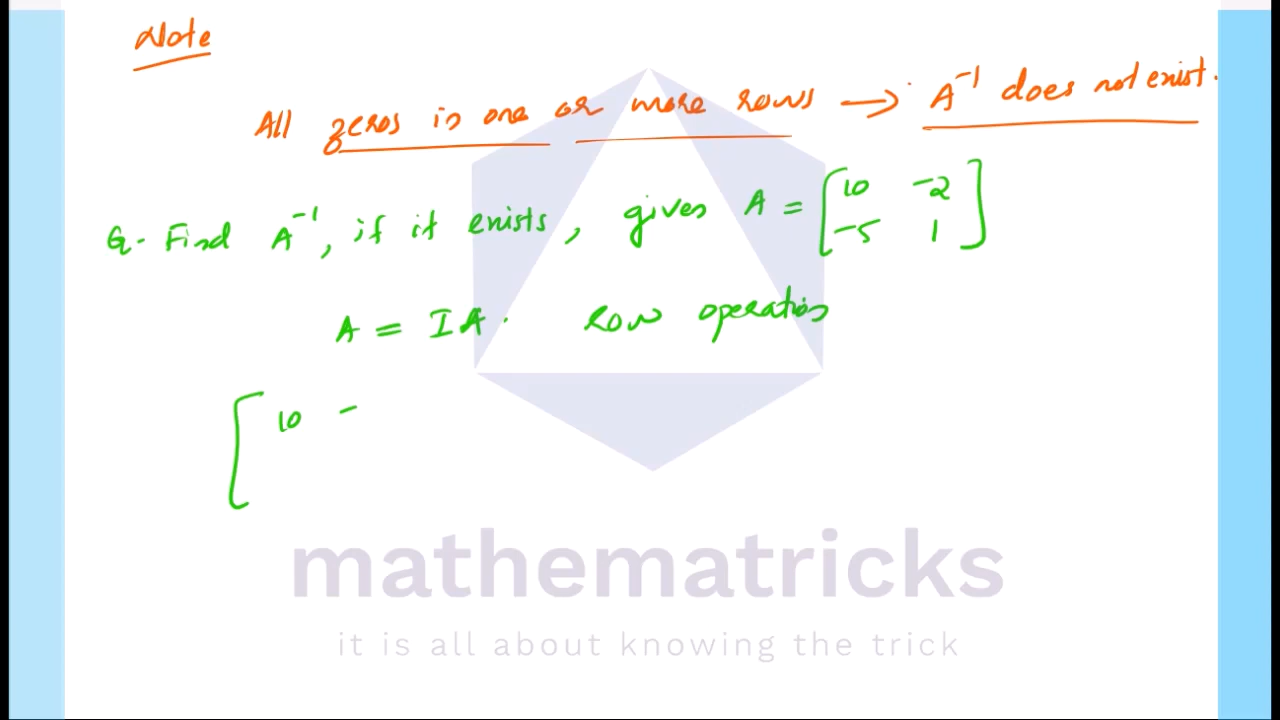 Note
All zeros in one or more rows → A⁻¹ does not exist.
Q- Find A⁻¹, if it exists, given A = [10 -2
-5 1]
A = IA. Row operation
[10 -
mathematricks
it is all about knowing the trick